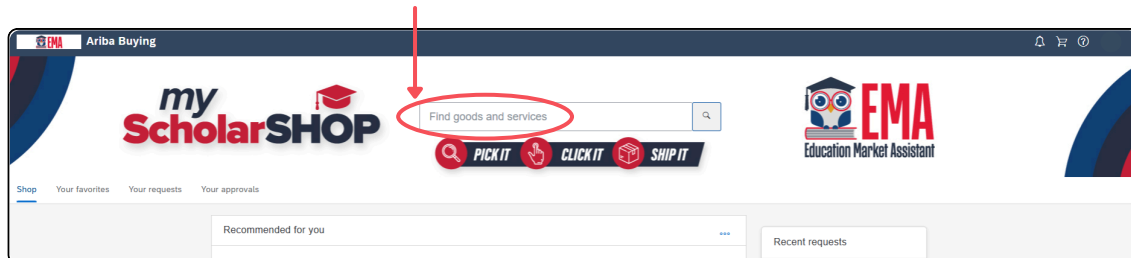 EMA Ariba Buying
my
ScholarSHOP
Find goods and services
PICK IT CLICK IT SHIP IT
EMA
Education Market Assistant
Shop Your favorites Your requests Your approvals
Recommended for you
Recent requests